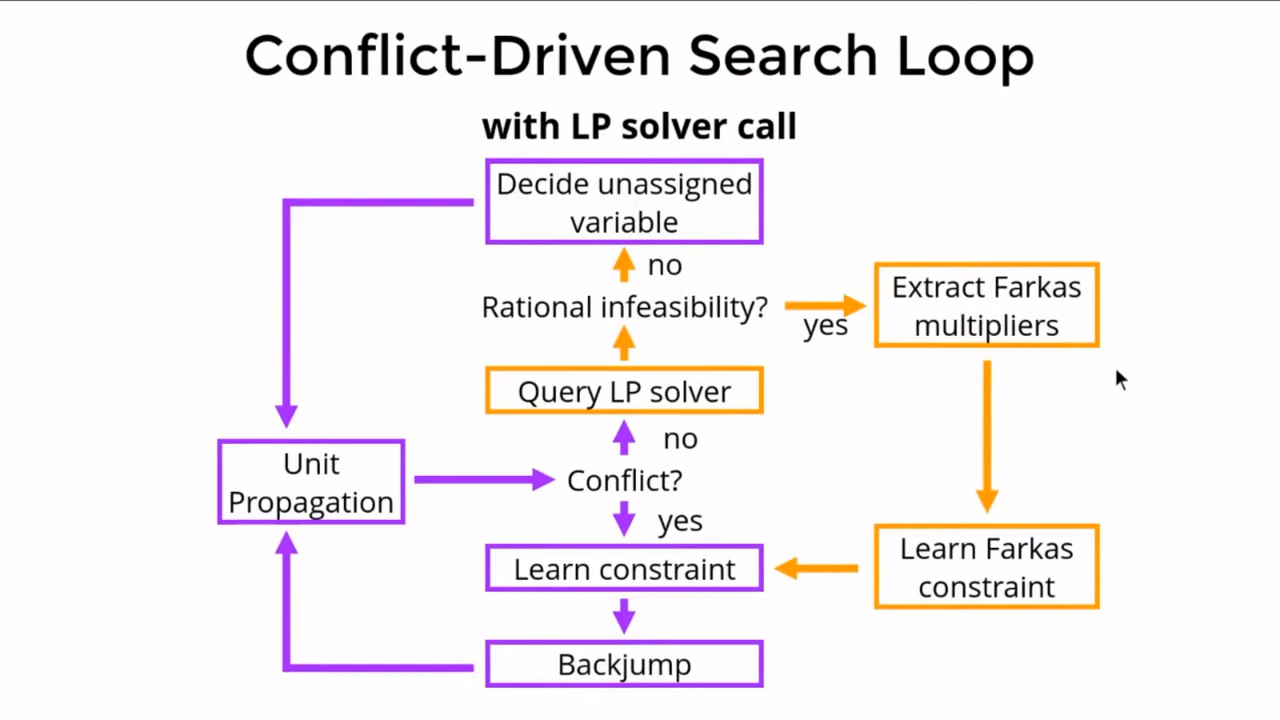 Conflict-Driven Search Loop
with LP solver call
Decide unassigned
variable
no
Rational infeasibility?
yes
Extract Farkas
multipliers
Query LP solver
no
Unit
Propagation
Conflict?
yes
Learn constraint
Learn Farkas
constraint
Backjump